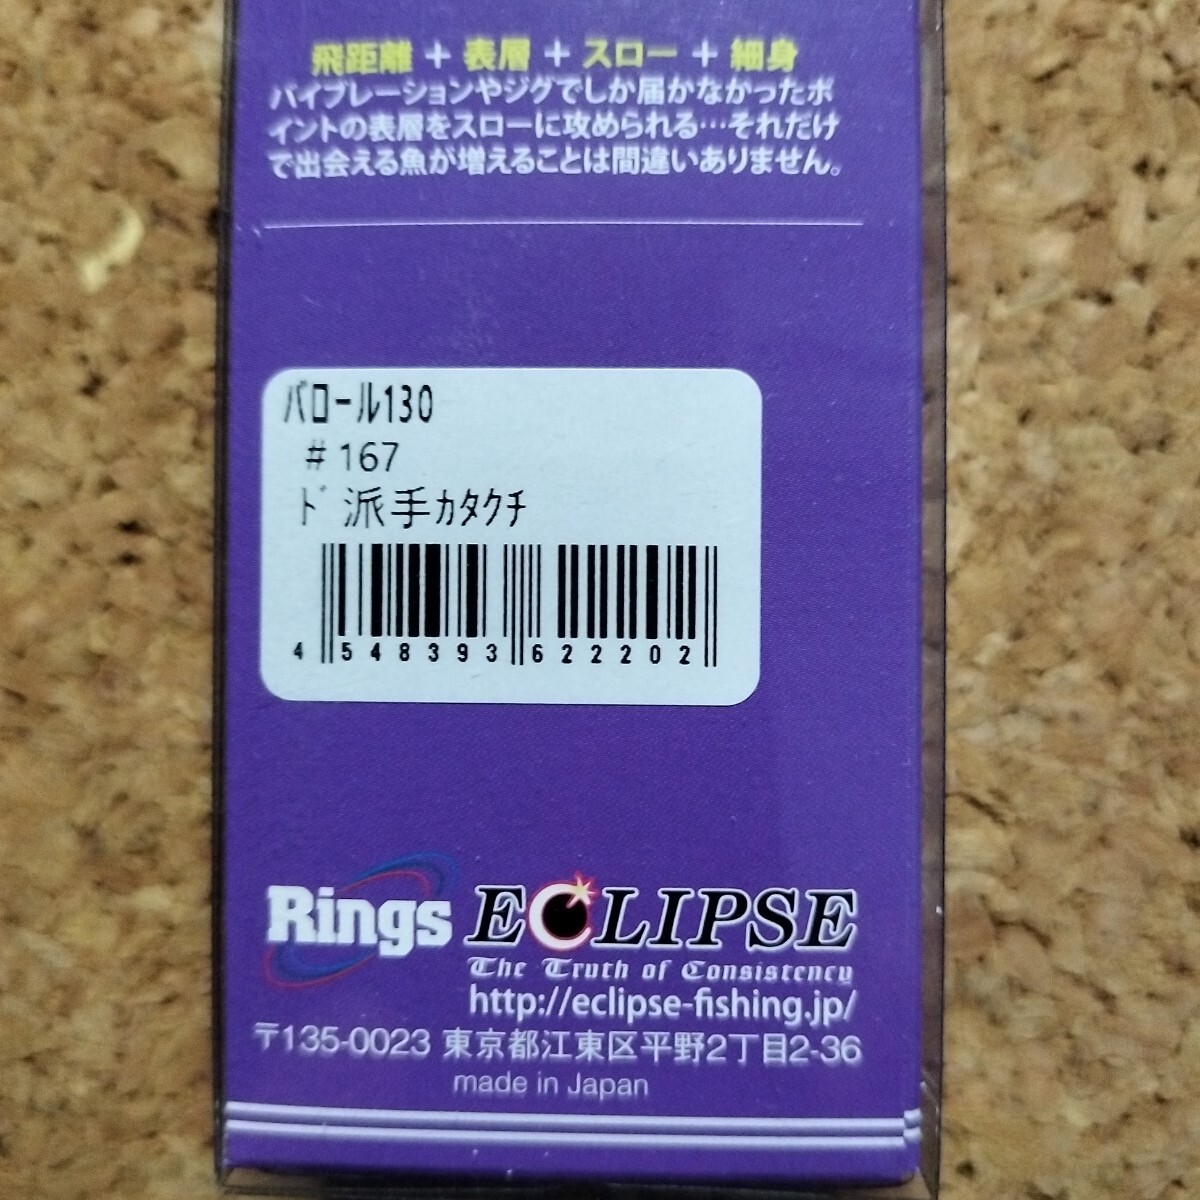 飛距離 + 表層 + スロー + 細身
バイブレーションやジグでしか届かなかったポ
イントの表層をスローに攻められる…それだけ
で出会える魚が増えることは間違いありません。
バロール130
#167
ド派手カタクチ
4 548393 622202
Rings ECLIPSE
The Truth of Consistency
http://eclipse-fishing.jp/
〒135-0023 東京都江東区平野2丁目2-36
made in Japan